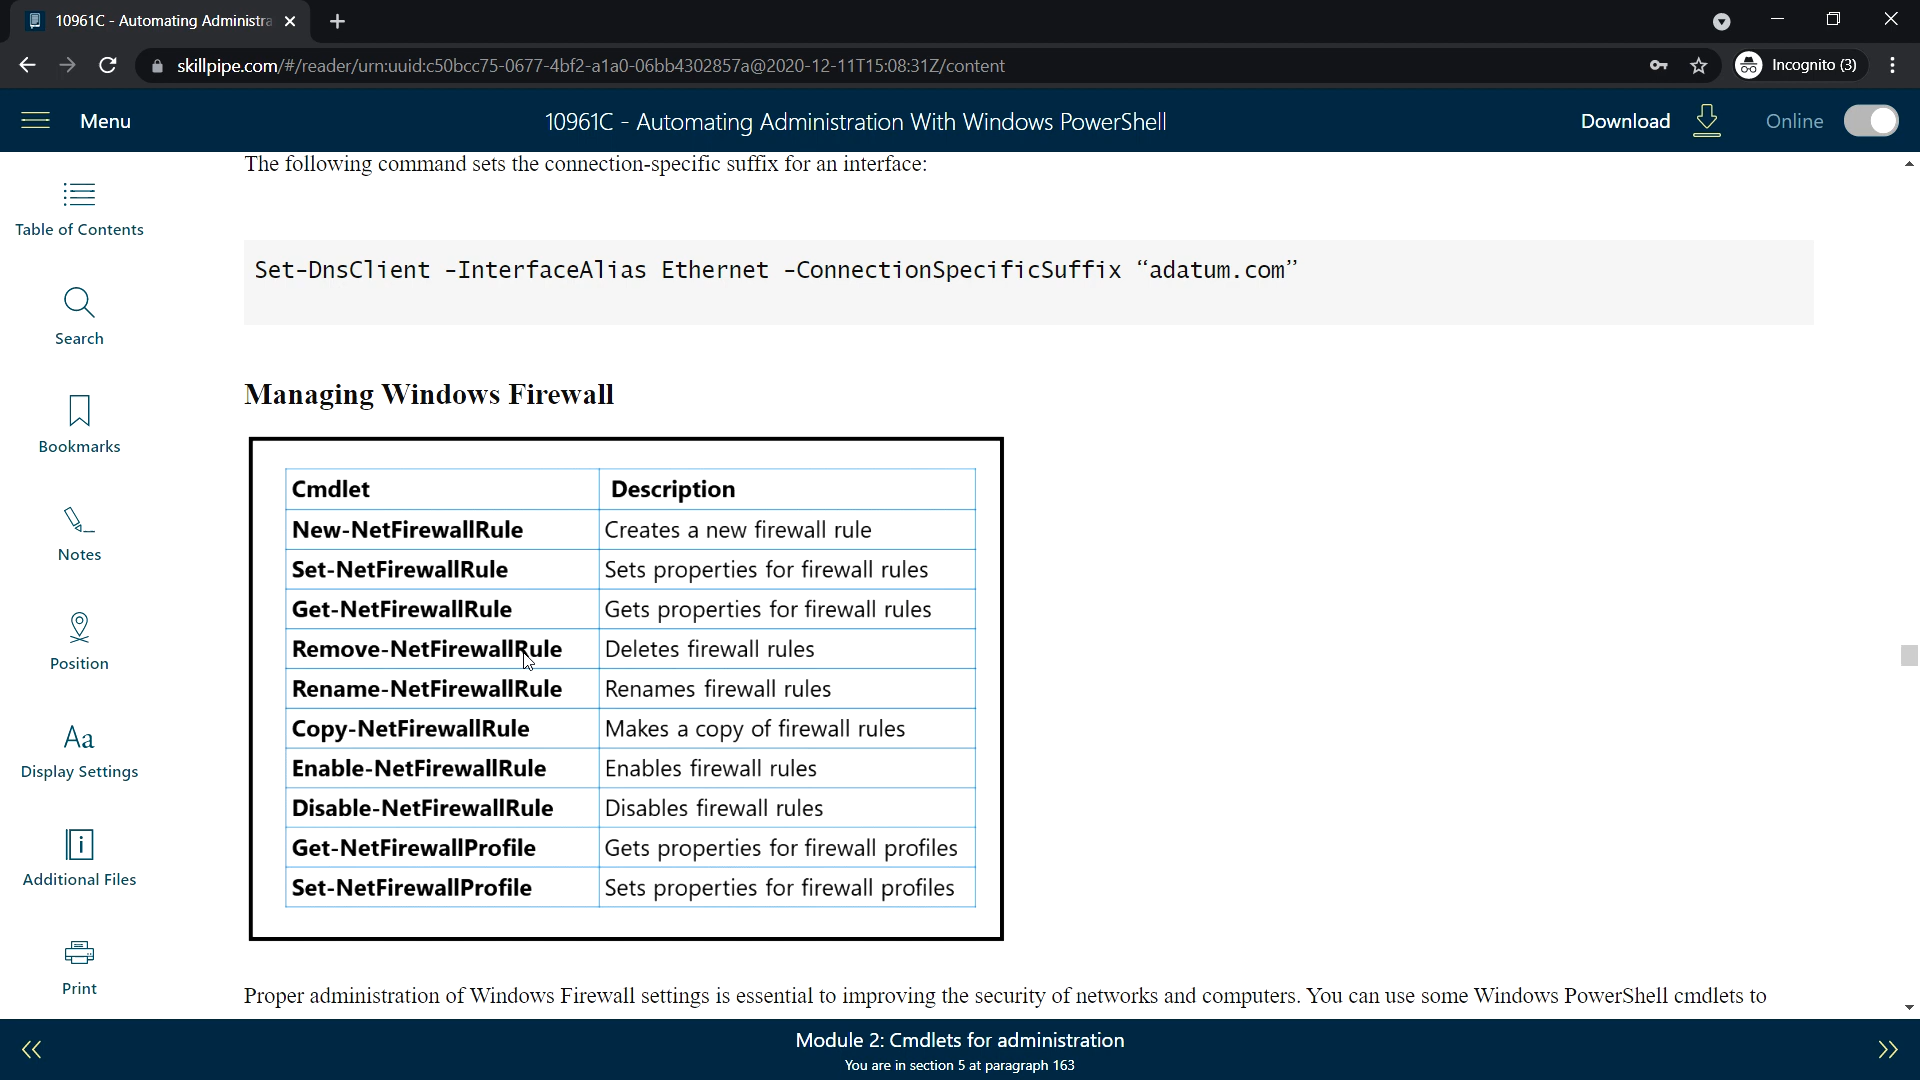 10961C - Automating Administra
skillpipe.com/#/reader/urn:uuid:c50bcc75-0677-4bf2-a1a0-06bb4302857a@2020-12-11T15:08:31Z/content
Incognito (3)
Menu
10961C - Automating Administration With Windows PowerShell
Download
Online
Table of Contents
Search
Bookmarks
Notes
Position
Aa
Display Settings
Additional Files
Print
The following command sets the connection-specific suffix for an interface:
Set-DnsClient -InterfaceAlias Ethernet -ConnectionSpecificSuffix “adatum.com”
Managing Windows Firewall
Cmdlet Description
New-NetFirewallRule Creates a new firewall rule
Set-NetFirewallRule Sets properties for firewall rules
Get-NetFirewallRule Gets properties for firewall rules
Remove-NetFirewallRule Deletes firewall rules
Rename-NetFirewallRule Renames firewall rules
Copy-NetFirewallRule Makes a copy of firewall rules
Enable-NetFirewallRule Enables firewall rules
Disable-NetFirewallRule Disables firewall rules
Get-NetFirewallProfile Gets properties for firewall profiles
Set-NetFirewallProfile Sets properties for firewall profiles
Proper administration of Windows Firewall settings is essential to improving the security of networks and computers. You can use some Windows PowerShell cmdlets to
Module 2: Cmdlets for administration
You are in section 5 at paragraph 163